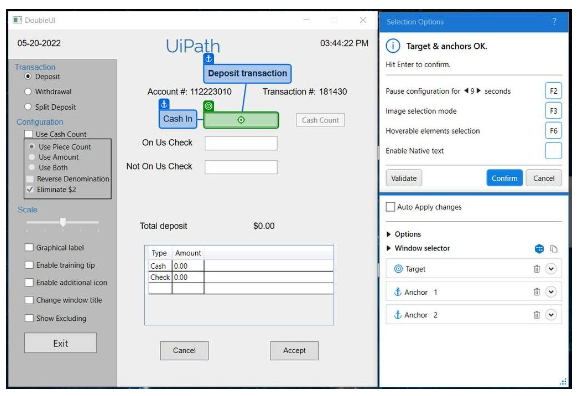 DoubleUI
05-20-2022
UiPath
03:44:22 PM
Deposit transaction
Transaction
Deposit
Withdrawal
Split Deposit
Configuration
Use Cash Count
Use Piece Count
Use Amount
Use Both
Reverse Denomination
Eliminate $2
Scale
Graphical label
Enable training tip
Enable additional icon
Change window title
Show Excluding
Exit
Account #: 112223010
Transaction #: 181430
Cash In
Cash Count
On Us Check
Not On Us Check
Total deposit
$0.00
Type Amount
Cash 0.00
Check 0.00
Cancel
Accept
Selection Options
?
Target & anchors OK.
Hit Enter to confirm.
Pause configuration for 9 seconds
F2
Image selection mode
F3
Hoverable elements selection
F6
Enable Native text
Validate
Confirm
Cancel
Auto Apply changes
Options
Window selector
Target
Anchor 1
Anchor 2